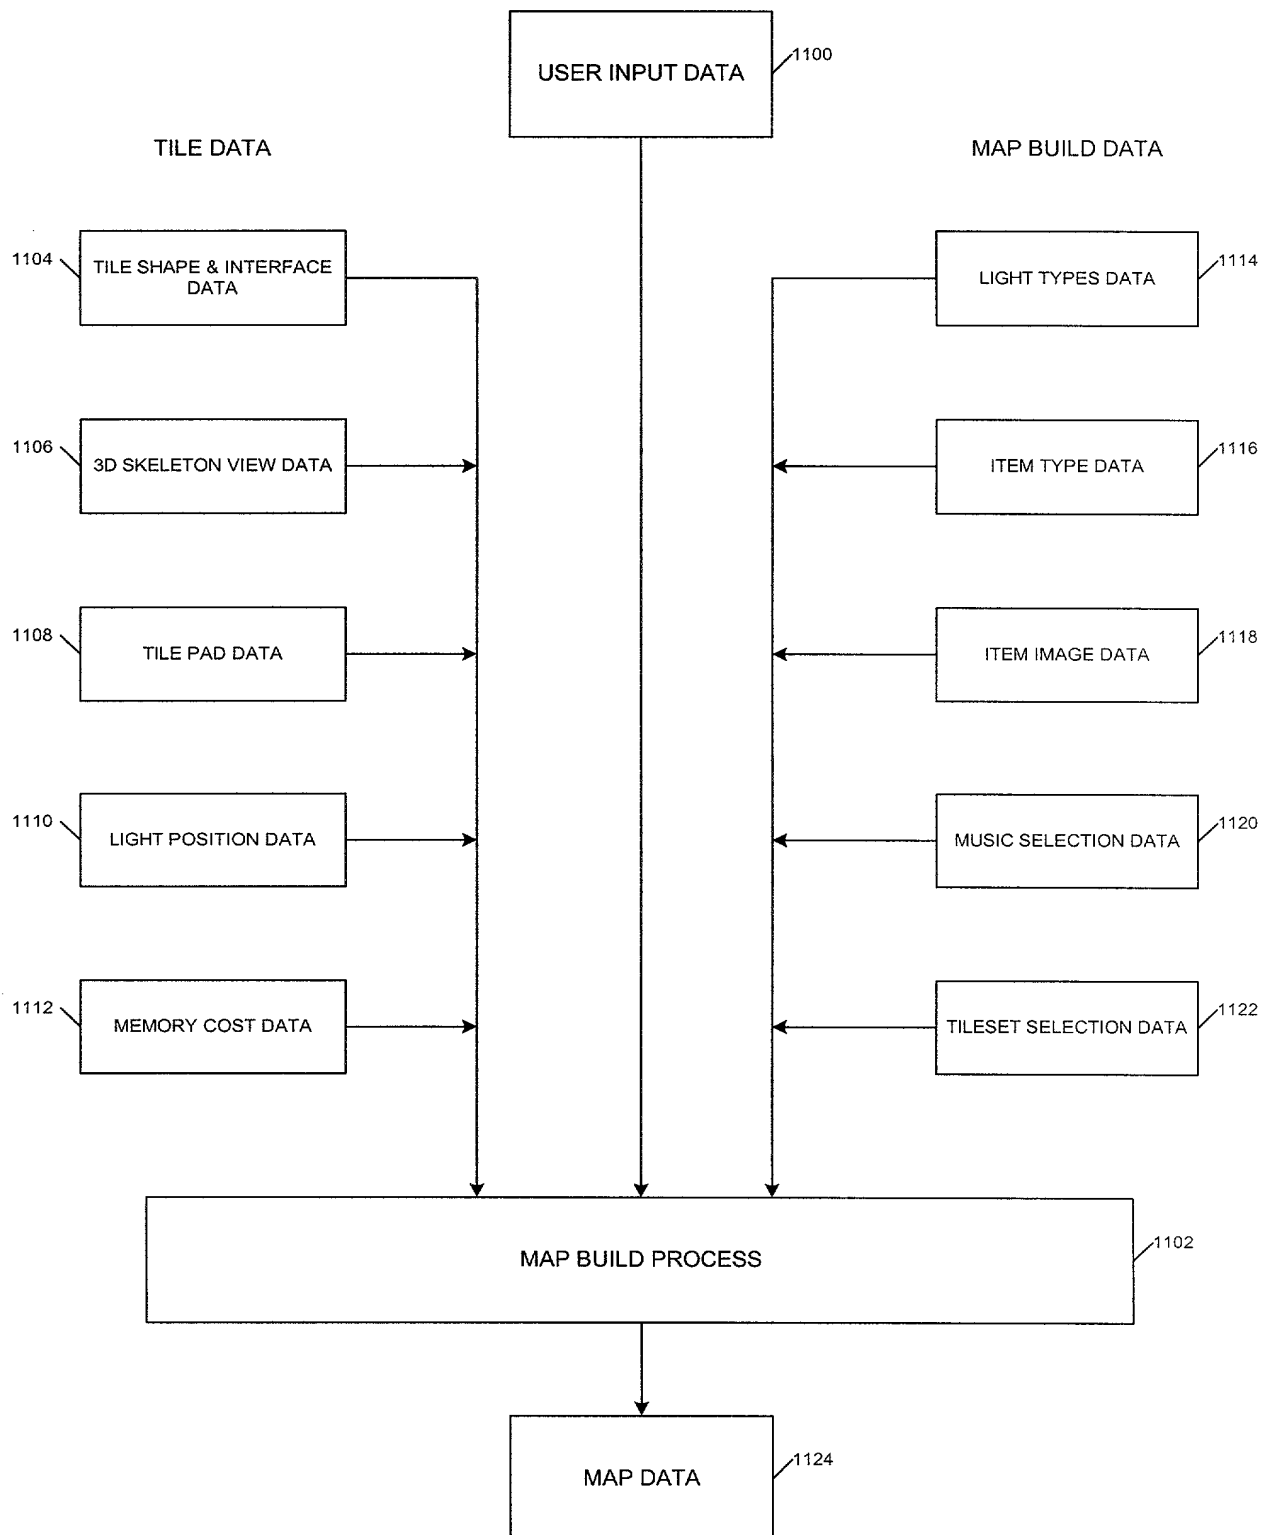 USER INPUT DATA
1100
TILE DATA
MAP BUILD DATA
1104
TILE SHAPE & INTERFACE
DATA
LIGHT TYPES DATA
1114
1106
3D SKELETON VIEW DATA
ITEM TYPE DATA
1116
1108
TILE PAD DATA
ITEM IMAGE DATA
1118
1110
LIGHT POSITION DATA
MUSIC SELECTION DATA
1120
1112
MEMORY COST DATA
TILESET SELECTION DATA
1122
MAP BUILD PROCESS
1102
MAP DATA
1124